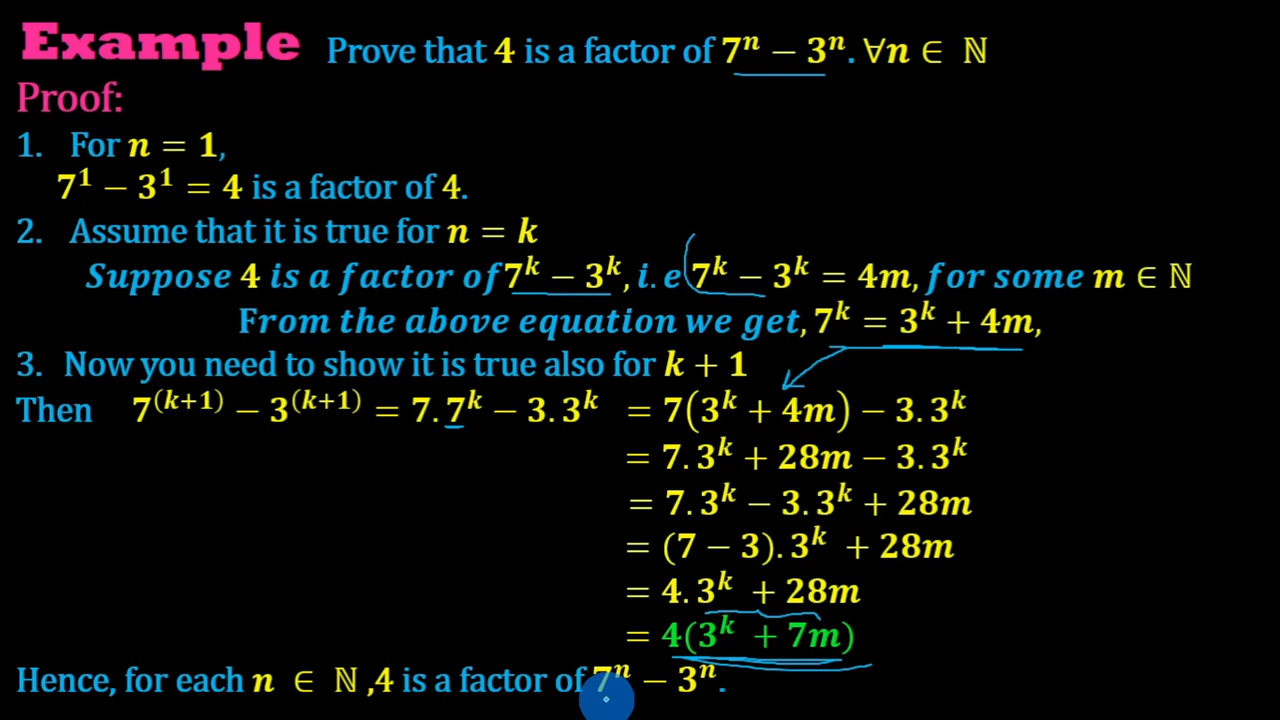 Example Prove that 4 is a factor of 7ⁿ − 3ⁿ. ∀n ∈ ℕ
Proof:
1. For n = 1,
7¹ − 3¹ = 4 is a factor of 4.
2. Assume that it is true for n = k
Suppose 4 is a factor of 7ᵏ − 3ᵏ, i.e 7ᵏ − 3ᵏ = 4m, for some m ∈ ℕ
From the above equation we get, 7ᵏ = 3ᵏ + 4m,
3. Now you need to show it is true also for k + 1
Then 7⁽ᵏ⁺¹⁾ − 3⁽ᵏ⁺¹⁾ = 7. 7ᵏ − 3. 3ᵏ = 7(3ᵏ + 4m) − 3. 3ᵏ
= 7. 3ᵏ + 28m − 3. 3ᵏ
= 7. 3ᵏ − 3. 3ᵏ + 28m
= (7 − 3). 3ᵏ + 28m
= 4. 3ᵏ + 28m
= 4(3ᵏ + 7m)
Hence, for each n ∈ ℕ ,4 is a factor of 7ⁿ − 3ⁿ.